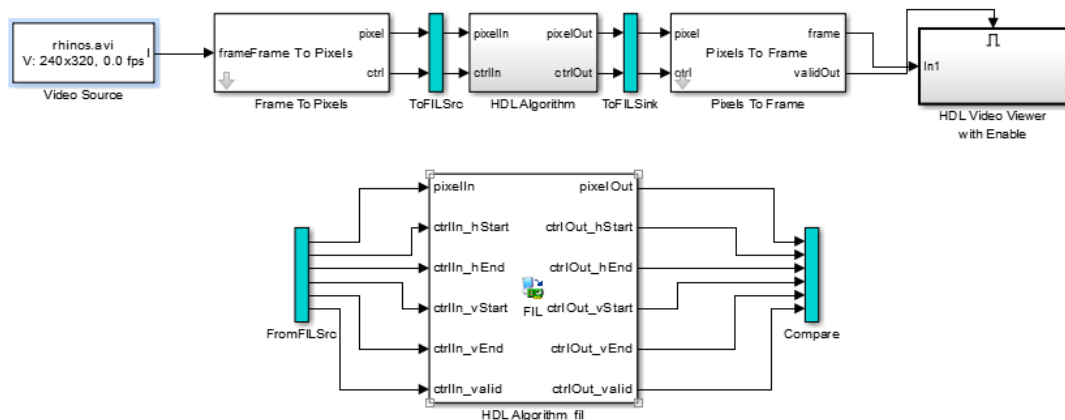 rhinos.avi
V: 240x320, 0.0 fps
I
Video Source
frame
Frame To Pixels
pixel
ctrl
Frame To Pixels
ToFILSrc
pixelIn
ctrlIn
pixelOut
ctrlOut
HDL Algorithm
ToFILSink
pixel
ctrl
Pixels To Frame
frame
validOut
Pixels To Frame
In1
HDL Video Viewer
with Enable
FromFILSrc
pixelIn
ctrlIn_hStart
ctrlIn_hEnd
ctrlIn_vStart
ctrlIn_vEnd
ctrlIn_valid
FIL
pixelOut
ctrlOut_hStart
ctrlOut_hEnd
ctrlOut_vStart
ctrlOut_vEnd
ctrlOut_valid
HDL Algorithm_fil
Compare